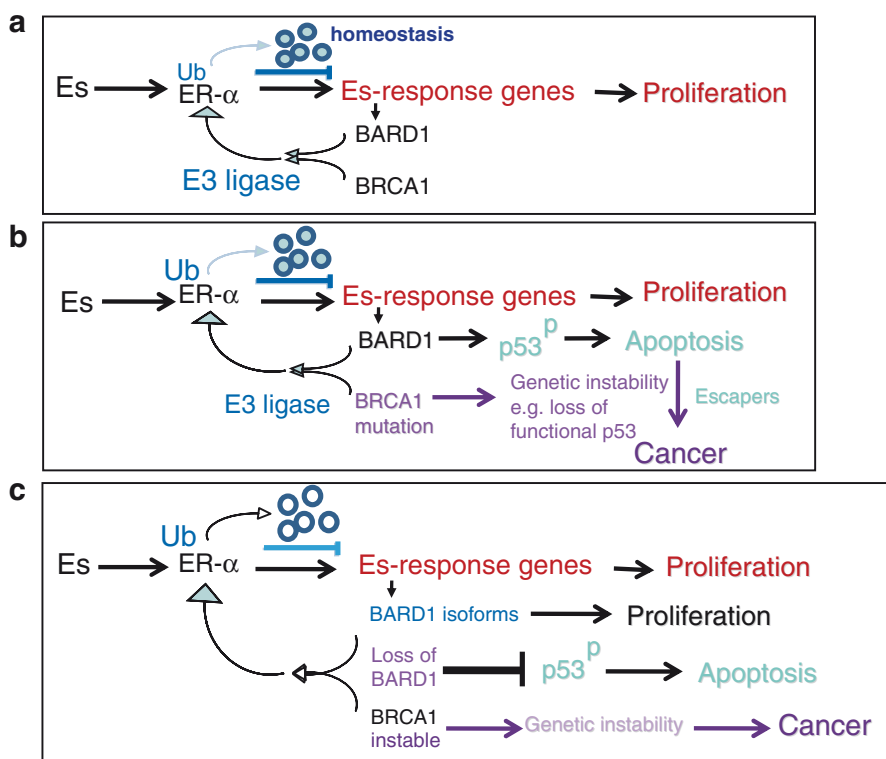 a
homeostasis
Ub
Es ER-α Es-response genes Proliferation
BARD1
E3 ligase BRCA1
b
Ub
Es ER-α Es-response genes Proliferation
BARD1 p53p Apoptosis
E3 ligase
BRCA1
mutation
Genetic instability
e.g. loss of
functional p53
Escapers
Cancer
c
Ub
Es ER-α Es-response genes Proliferation
BARD1 isoforms Proliferation
Loss of
BARD1
p53p Apoptosis
BRCA1
instable
Genetic instability Cancer